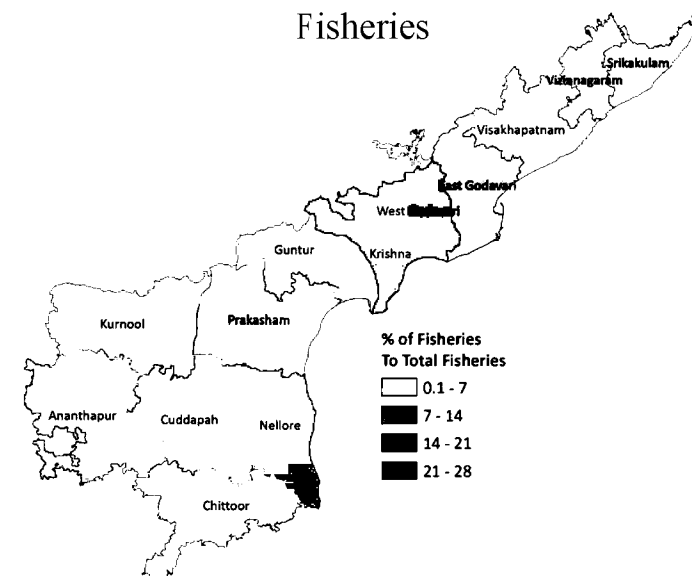 Fisheries
Srikakulam
Vizianagaram
Visakhapatnam
East Godavari
West
Krishna
Guntur
Prakasham
Kurnool
% of Fisheries
To Total Fisheries
0.1 - 7
7 - 14
14 - 21
21 - 28
Ananthapur
Cuddapah
Nellore
Chittoor